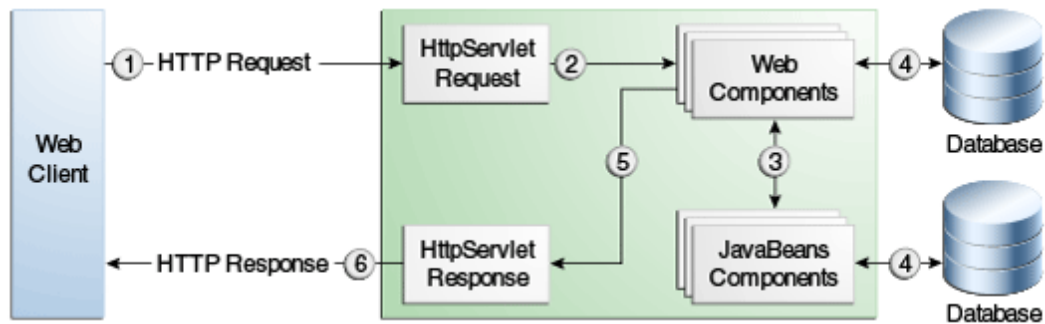 1 HTTP Request
HttpServlet
Request
2
Web
Components
4
Database
Web
Client
5
3
HTTP Response 6
HttpServlet
Response
JavaBeans
Components
4
Database